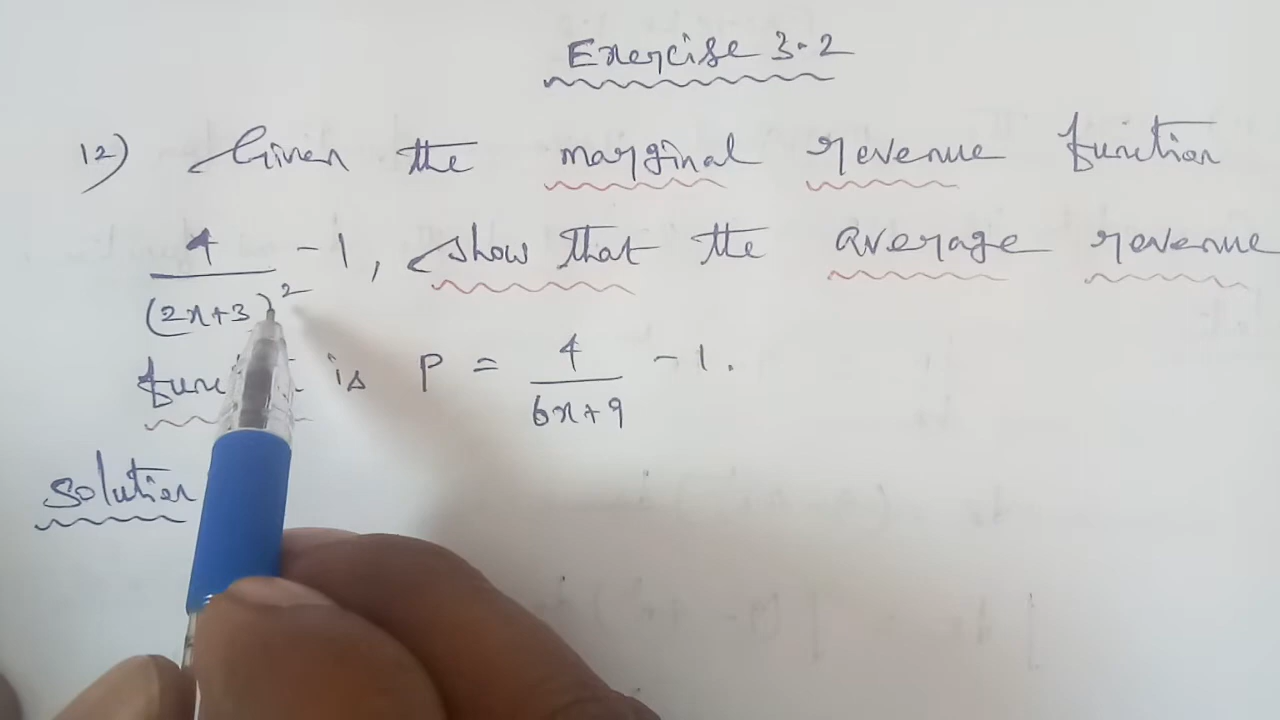 Exercise 3.2
12) Given the marginal revenue function
4/(2x+3)² - 1, show that the average revenue
is P = 4/(6x+9) - 1.
Solution